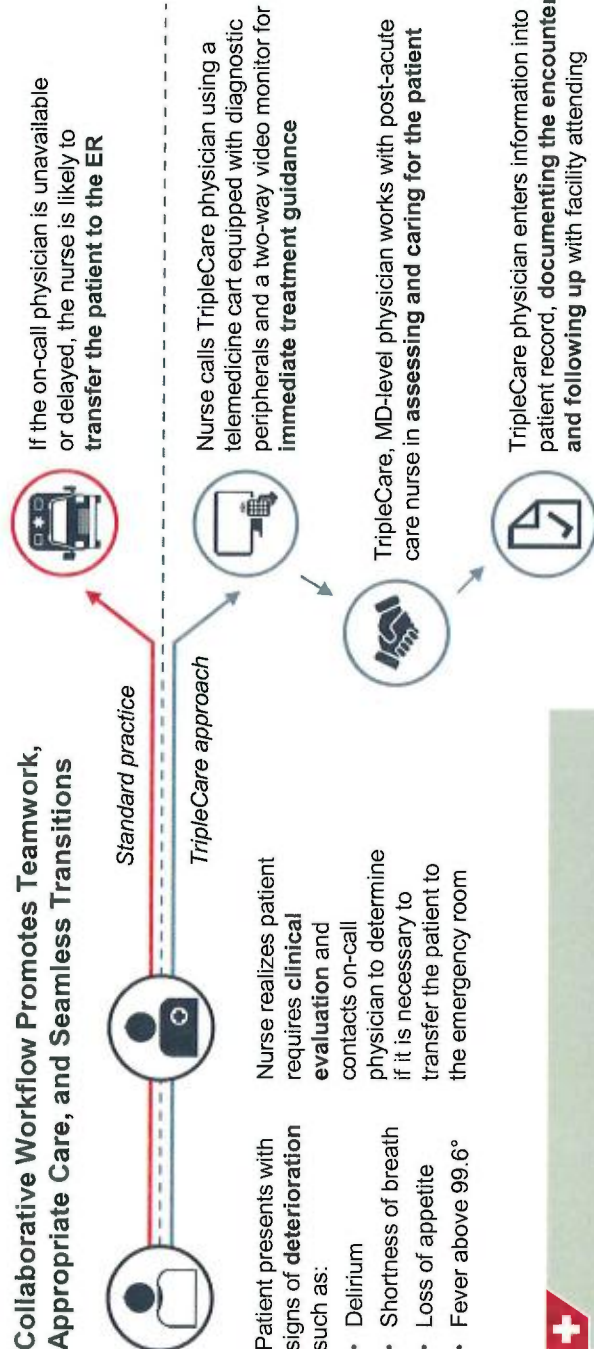 Collaborative Workflow Promotes Teamwork,
Appropriate Care, and Seamless Transitions
Standard practice
TripleCare approach
Patient presents with
signs of deterioration
such as:
• Delirium
• Shortness of breath
• Loss of appetite
• Fever above 99.6°
Nurse realizes patient
requires clinical
evaluation and
contacts on-call
physician to determine
if it is necessary to
transfer the patient to
the emergency room
If the on-call physician is unavailable
or delayed, the nurse is likely to
transfer the patient to the ER
Nurse calls TripleCare physician using a
telemedicine cart equipped with diagnostic
peripherals and a two-way video monitor for
immediate treatment guidance
TripleCare, MD-level physician works with post-acute
care nurse in assessing and caring for the patient
TripleCare physician enters information into
patient record, documenting the encounter
and following up with facility attending